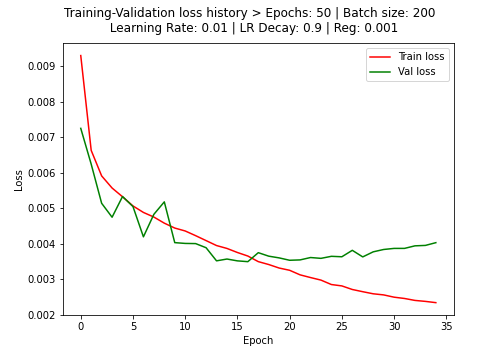 Training-Validation loss history > Epochs: 50 | Batch size: 200
Learning Rate: 0.01 | LR Decay: 0.9 | Reg: 0.001
Train loss
Val loss
Loss
0.009
0.008
0.007
0.006
0.005
0.004
0.003
0.002
0 5 10 15 20 25 30 35
Epoch